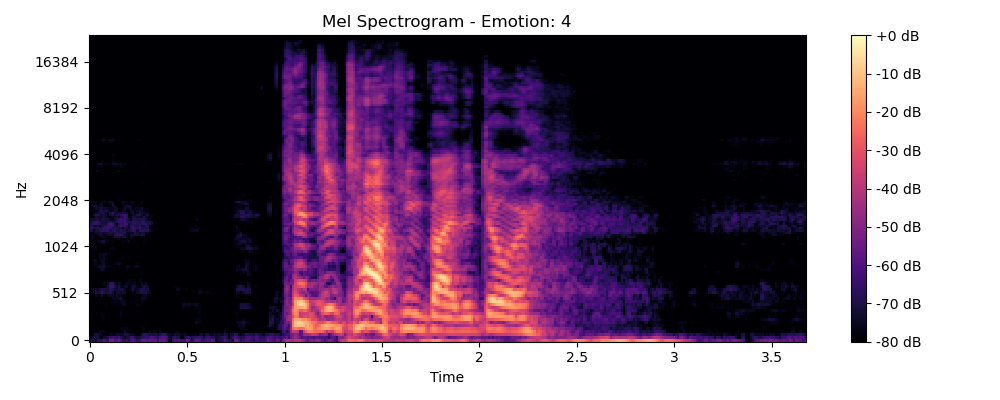 Mel Spectrogram - Emotion: 4
16384
8192
4096
2048
1024
512
0
Hz
0 0.5 1 1.5 2 2.5 3 3.5
Time
+0 dB
-10 dB
-20 dB
-30 dB
-40 dB
-50 dB
-60 dB
-70 dB
-80 dB